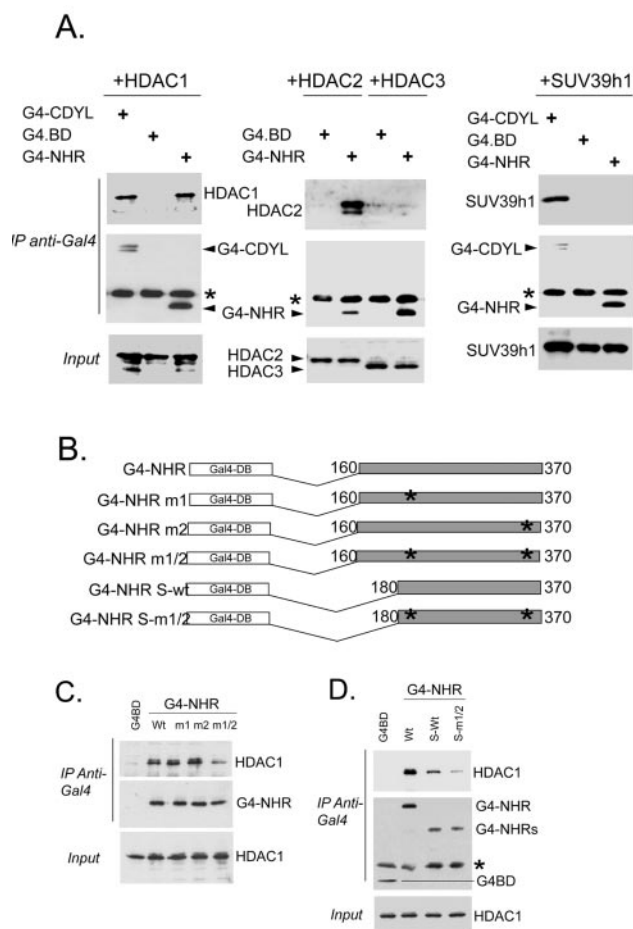 A.
+HDAC1
G4-CDYL +
G4.BD +
G4-NHR +
HDAC1
IP anti-Gal4
G4-CDYL
*
G4-NHR
Input
+HDAC2 +HDAC3
G4.BD + +
G4-NHR + +
HDAC2
*
G4-NHR
HDAC2
HDAC3
+SUV39h1
G4-CDYL +
G4.BD +
G4-NHR +
SUV39h1
G4-CDYL
*
G4-NHR
SUV39h1
B.
G4-NHR Gal4-DB 160 370
G4-NHR m1 Gal4-DB 160 * 370
G4-NHR m2 Gal4-DB 160 * 370
G4-NHR m1/2 Gal4-DB 160 * * 370
G4-NHR S-wt Gal4-DB 180 370
G4-NHR S-m1/2 Gal4-DB 180 * * 370
C.
G4-NHR
G4BD Wt m1 m2 m1/2
IP Anti-
Gal4
HDAC1
G4-NHR
Input HDAC1
D.
G4-NHR
G4BD Wt S-Wt S-m1/2
HDAC1
IP Anti-
Gal4
G4-NHR
G4-NHRs
*
G4BD
Input HDAC1